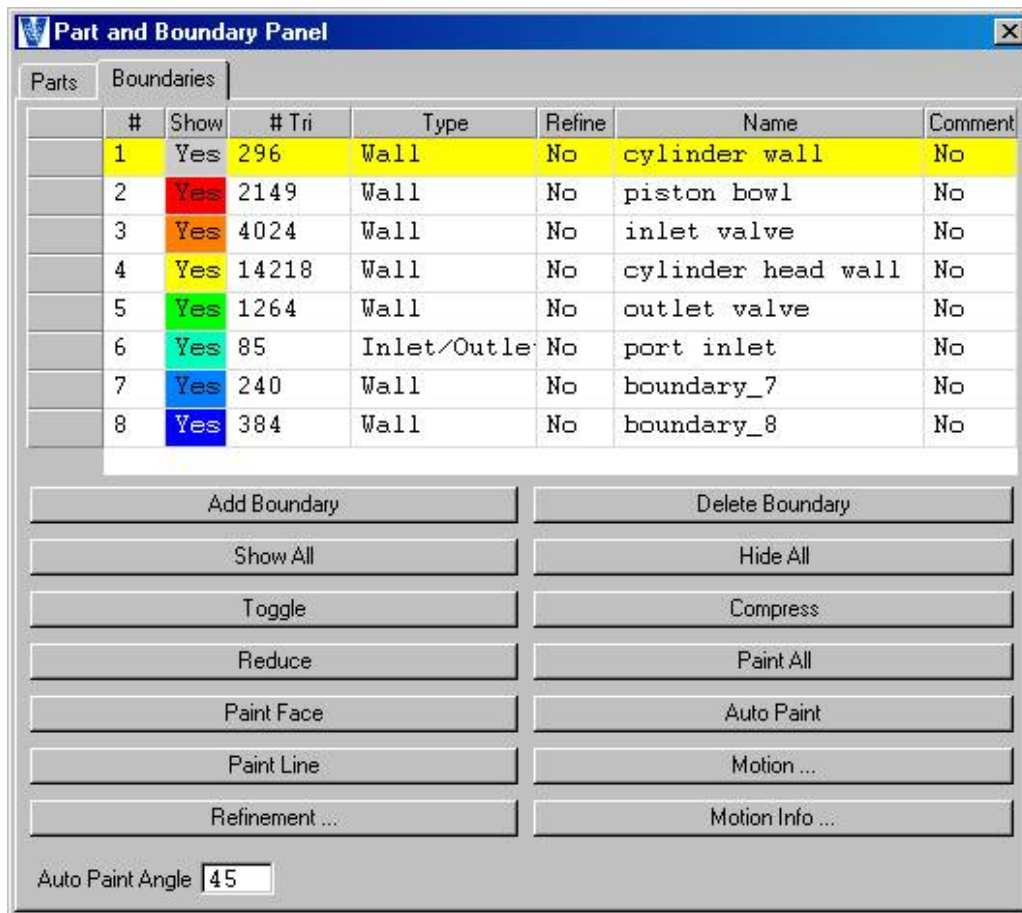 Part and Boundary Panel
Parts Boundaries
# Show # Tri Type Refine Name Comment
1 Yes 296 Wall No cylinder wall No
2 Yes 2149 Wall No piston bowl No
3 Yes 4024 Wall No inlet valve No
4 Yes 14218 Wall No cylinder head wall No
5 Yes 1264 Wall No outlet valve No
6 Yes 85 Inlet/Outle No port inlet No
7 Yes 240 Wall No boundary_7 No
8 Yes 384 Wall No boundary_8 No
Add Boundary Delete Boundary
Show All Hide All
Toggle Compress
Reduce Paint All
Paint Face Auto Paint
Paint Line Motion ...
Refinement ... Motion Info ...
Auto Paint Angle 45